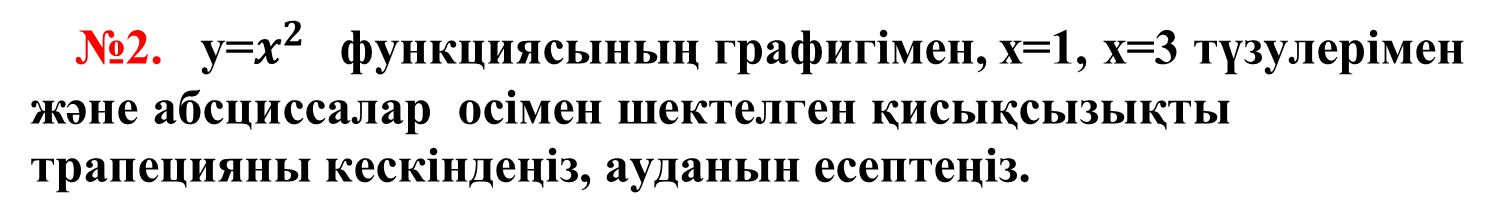 №2. y=𝒙² функциясының графигімен, х=1, х=3 түзулерімен
және абсциссалар осімен шектелген қисықсызықты
трапецияны кескіндеңіз, ауданын есептеңіз.